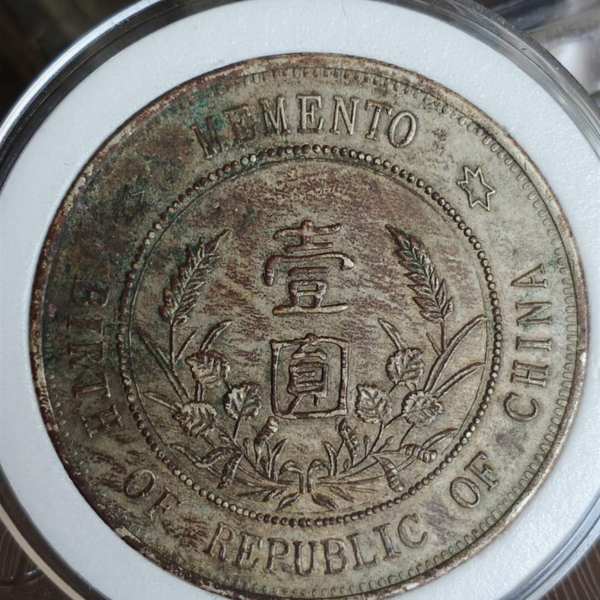 MEMENTO
壹
圓
BIRTH OF REPUBLIC OF CHINA